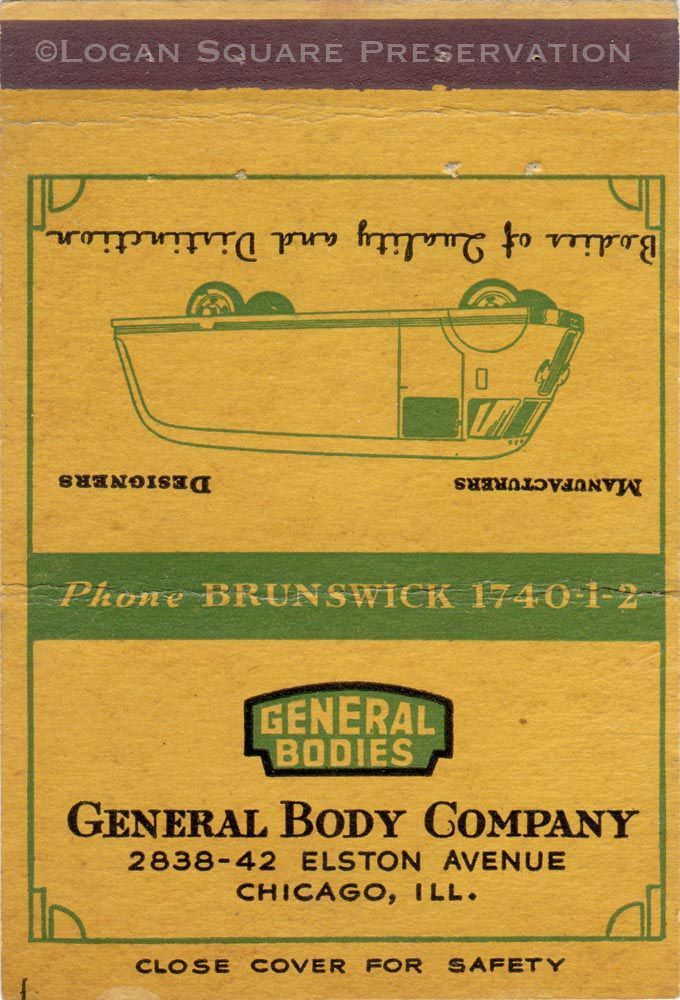 ©Logan Square Preservation
Bodies of Quality and Distinction
Manufacturers Designers
Phone BRUNSWICK 1740-1-2
GENERAL
BODIES
General Body Company
2838-42 ELSTON AVENUE
CHICAGO, ILL.
CLOSE COVER FOR SAFETY